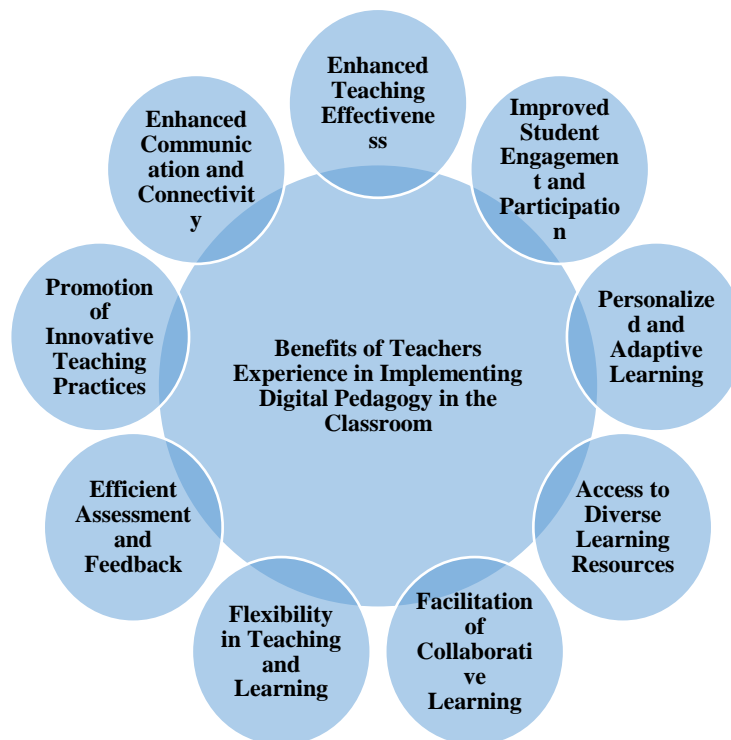 Enhanced
Teaching
Effectivene
ss
Improved
Student
Engagemen
t and
Participatio
n
Personalize
d and
Adaptive
Learning
Access to
Diverse
Learning
Resources
Facilitation
of
Collaborati
ve
Learning
Flexibility
in Teaching
and
Learning
Efficient
Assessment
and
Feedback
Promotion
of
Innovative
Teaching
Practices
Enhanced
Communic
ation and
Connectivit
y
Benefits of Teachers
Experience in Implementing
Digital Pedagogy in the
Classroom